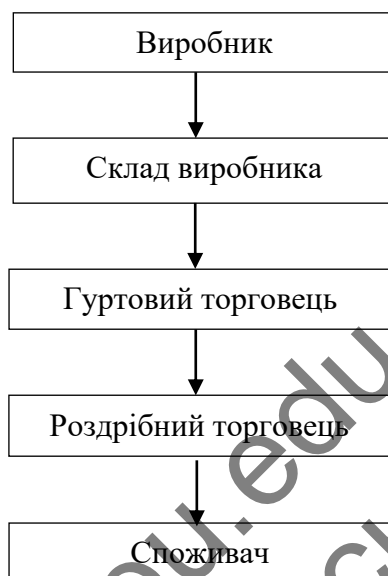 Виробник
Склад виробника
Гуртовий торговець
Роздрібний торговець
Споживач